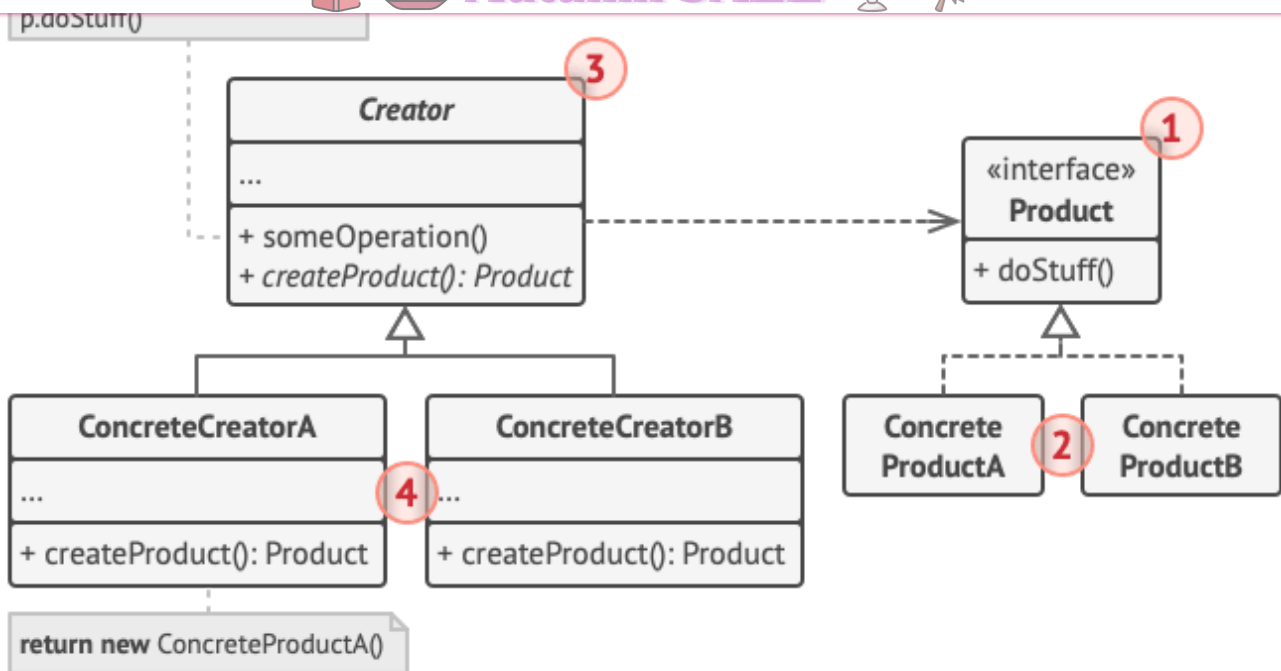 p.doStuff()
3
Creator
...
+ someOperation()
+ createProduct(): Product
1
«interface»
Product
+ doStuff()
ConcreteCreatorA
...
+ createProduct(): Product
4
ConcreteCreatorB
...
+ createProduct(): Product
Concrete
ProductA
2
Concrete
ProductB
return new ConcreteProductA()